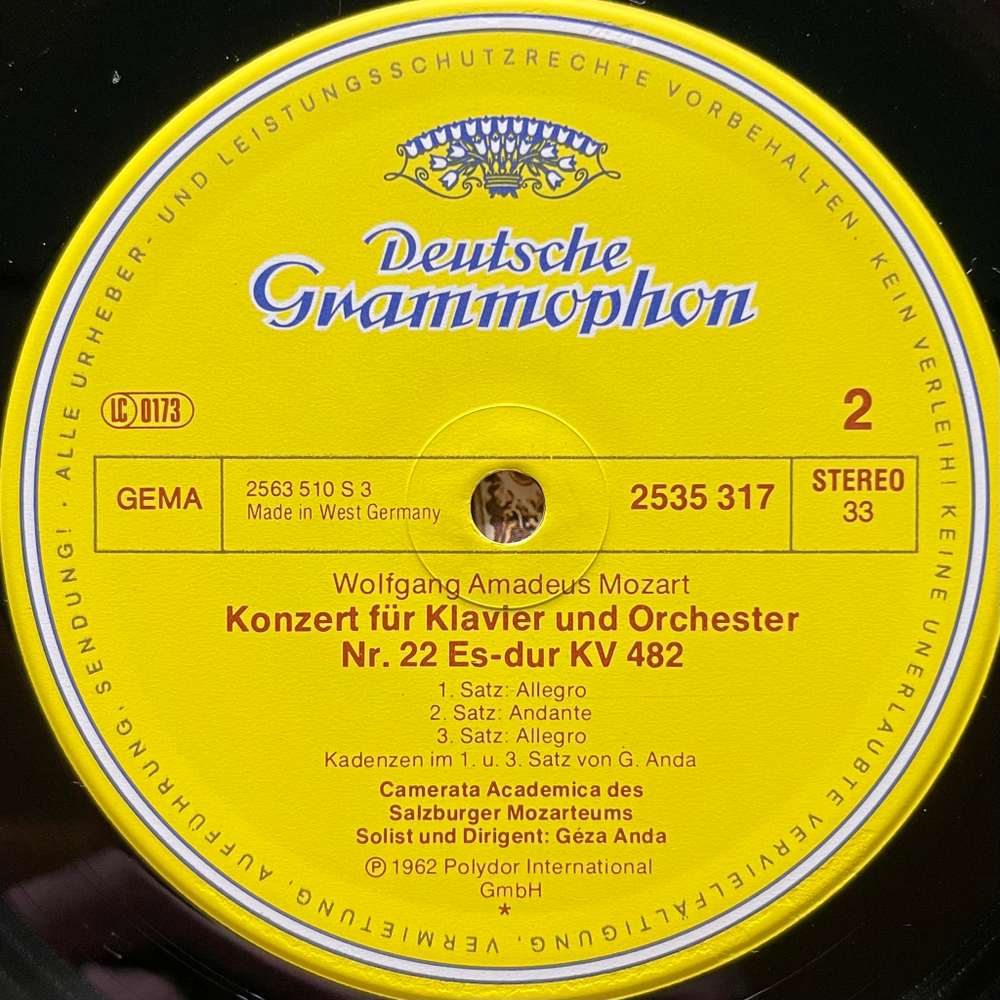 ALLE URHEBER- UND LEISTUNGSSCHUTZRECHTE VORBEHALTEN. KEIN VERLEIH! KEINE UNERLAUBTE VERVIELFÄLTIGUNG, VERMIETUNG, AUFFÜHRUNG, SENDUNG! ·
Deutsche
Grammophon
LC 0173
2
GEMA
2563 510 S 3
Made in West Germany
2535 317
STEREO
33
Wolfgang Amadeus Mozart
Konzert für Klavier und Orchester
Nr. 22 Es-dur KV 482
1. Satz: Allegro
2. Satz: Andante
3. Satz: Allegro
Kadenzen im 1. u. 3. Satz von G. Anda
Camerata Academica des
Salzburger Mozarteums
Solist und Dirigent: Géza Anda
℗ 1962 Polydor International
GmbH
*